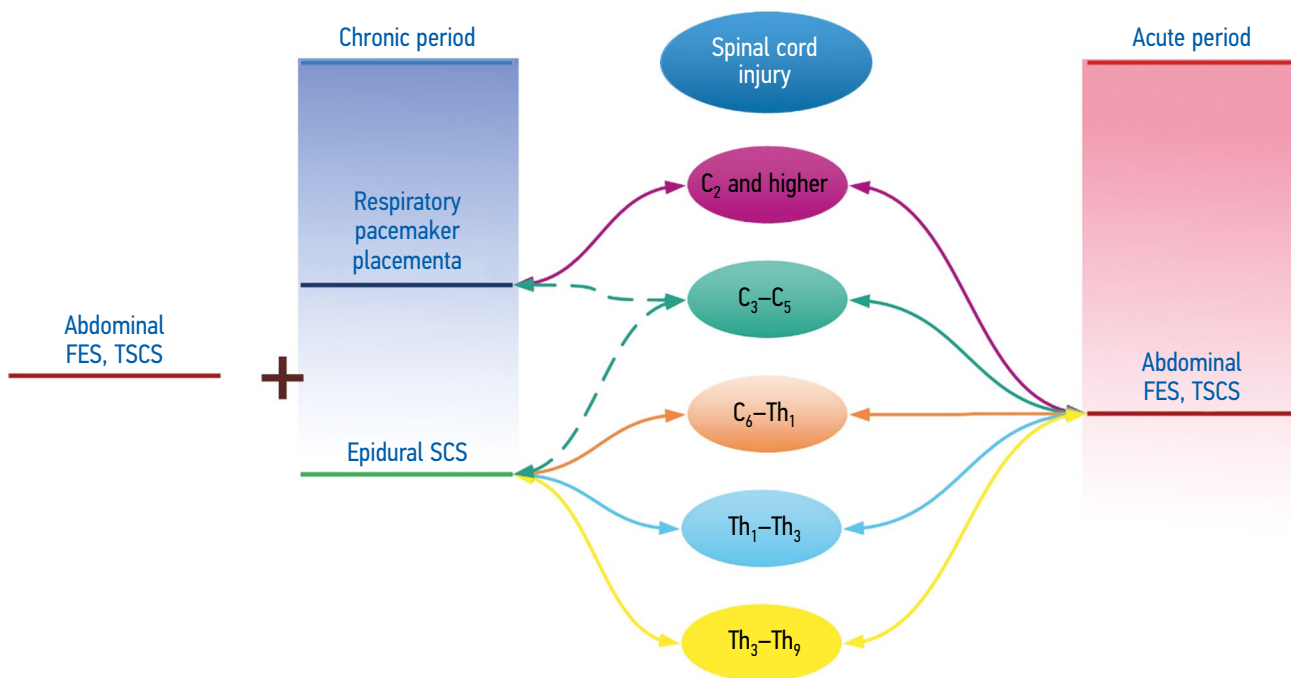 Chronic period
Spinal cord
injury
Acute period
C₂ and higher
Respiratory
pacemaker
placementa
C₃–C₅
Abdominal
FES, TSCS
+
Abdominal
FES, TSCS
C₆–Th₁
Epidural SCS
Th₁–Th₃
Th₃–Th₉